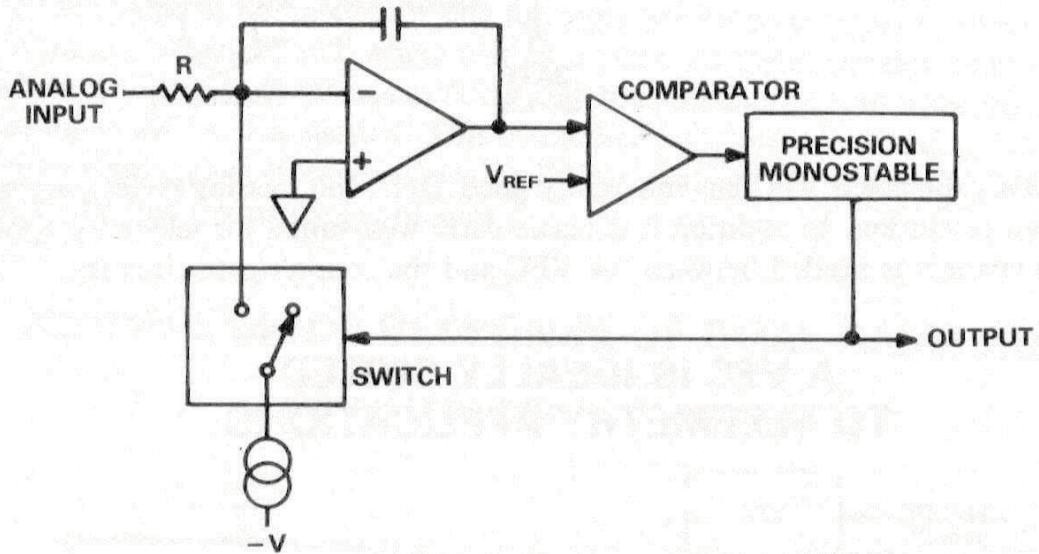 R
ANALOG
INPUT
−
+
COMPARATOR
V_REF
PRECISION
MONOSTABLE
OUTPUT
SWITCH
−V